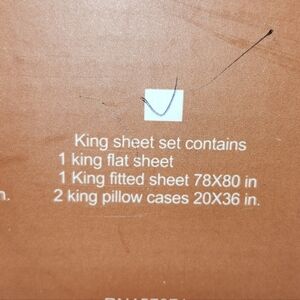 King sheet set contains
1 king flat sheet
1 King fitted sheet 78X80 in
2 king pillow cases 20X36 in.
n.